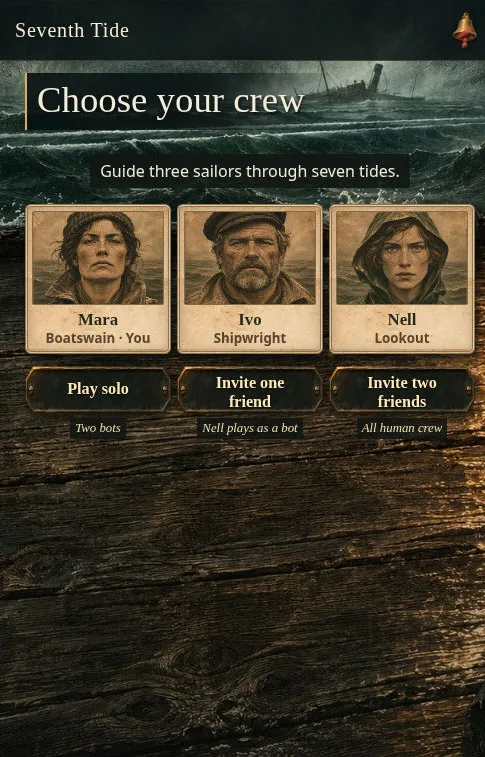 Seventh Tide
Choose your crew
Guide three sailors through seven tides.
Mara
Boatswain · You
Ivo
Shipwright
Nell
Lookout
Play solo
Two bots
Invite one
friend
Nell plays as a bot
Invite two
friends
All human crew